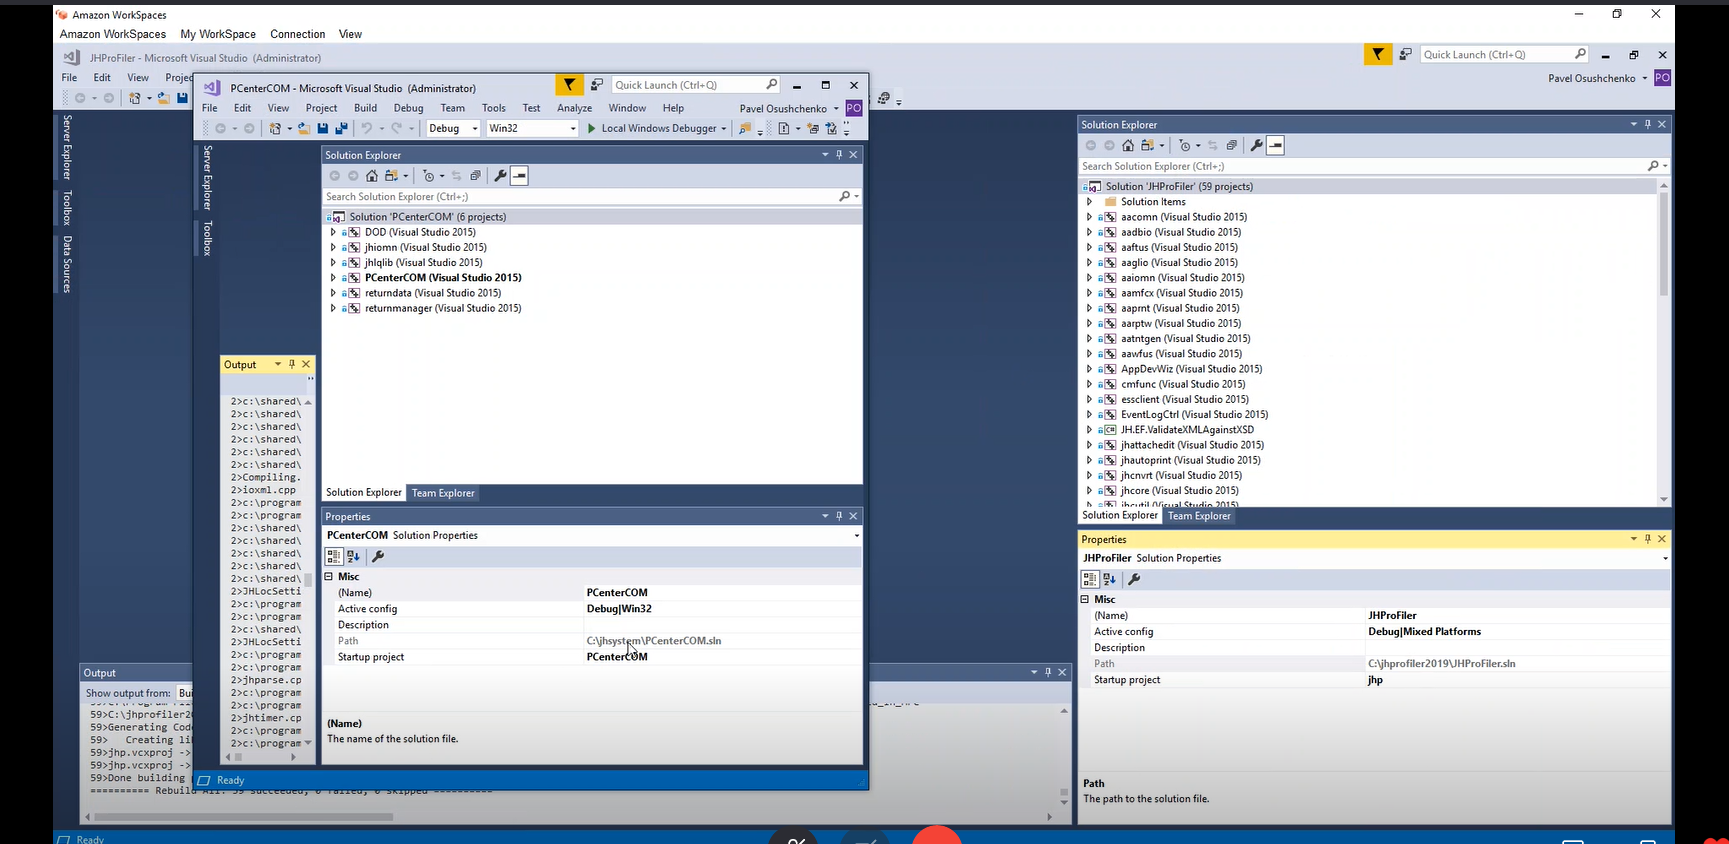 Amazon WorkSpaces
Amazon WorkSpaces My WorkSpace Connection View
JHProFiler - Microsoft Visual Studio (Administrator)
Quick Launch (Ctrl+Q)
File Edit View
Pavel Osushchenko PO
Server Explorer
Toolbox
Data Sources
PCenterCOM - Microsoft Visual Studio (Administrator)
Quick Launch (Ctrl+Q)
File Edit View Project Build Debug Team Tools Test Analyze Window Help
Pavel Osushchenko PO
Debug Win32 Local Windows Debugger
Server Explorer
Toolbox
Solution Explorer
Search Solution Explorer (Ctrl+;)
Solution 'PCenterCOM' (6 projects)
DOD (Visual Studio 2015)
jhiomn (Visual Studio 2015)
jhlqlib (Visual Studio 2015)
PCenterCOM (Visual Studio 2015)
returndata (Visual Studio 2015)
returnmanager (Visual Studio 2015)
Solution Explorer Team Explorer
Output
2>c:\shared\
2>c:\shared\
2>c:\shared\
2>c:\shared\
2>c:\shared\
2>c:\shared\
2>Compiling.
2>ioxml.cpp
2>c:\program
2>c:\program
2>c:\shared\
2>c:\shared\
2>c:\shared\
2>c:\shared\
2>c:\shared\
2>JHLocSetti
2>c:\program
2>c:\program
2>c:\shared\
2>JHLocSetti
2>c:\program
2>c:\program
2>jhparse.cp
2>c:\program
2>c:\program
2>jhtimer.cp
2>c:\program
2>c:\program
Properties
PCenterCOM Solution Properties
Misc
(Name) PCenterCOM
Active config Debug|Win32
Description
Path C:\jhsystem\PCenterCOM.sln
Startup project PCenterCOM
(Name)
The name of the solution file.
Ready
Output
Show output from:
59>C:\jhprofiler2
59>Generating Cod
59> Creating li
59>jhp.vcxproj ->
59>jhp.vcxproj ->
59>Done building
========== Rebuild All: 59 succeeded, 0 failed, 0 skipped ==========
Ready
Solution Explorer
Search Solution Explorer (Ctrl+;)
Solution 'JHProFiler' (59 projects)
Solution Items
aacomn (Visual Studio 2015)
aadbio (Visual Studio 2015)
aaftus (Visual Studio 2015)
aaglio (Visual Studio 2015)
aaiomn (Visual Studio 2015)
aamfcx (Visual Studio 2015)
aaprnt (Visual Studio 2015)
aarptw (Visual Studio 2015)
aatntgen (Visual Studio 2015)
aawfus (Visual Studio 2015)
AppDevWiz (Visual Studio 2015)
cmfunc (Visual Studio 2015)
essclient (Visual Studio 2015)
EventLogCtrl (Visual Studio 2015)
JH.EF.ValidateXMLAgainstXSD
jhattachedit (Visual Studio 2015)
jhautoprint (Visual Studio 2015)
jhcnvrt (Visual Studio 2015)
jhcore (Visual Studio 2015)
jhcutil (Visual Studio 2015)
Solution Explorer Team Explorer
Properties
JHProFiler Solution Properties
Misc
(Name) JHProFiler
Active config Debug|Mixed Platforms
Description
Path C:\jhprofiler2019\JHProFiler.sln
Startup project jhp
Path
The path to the solution file.